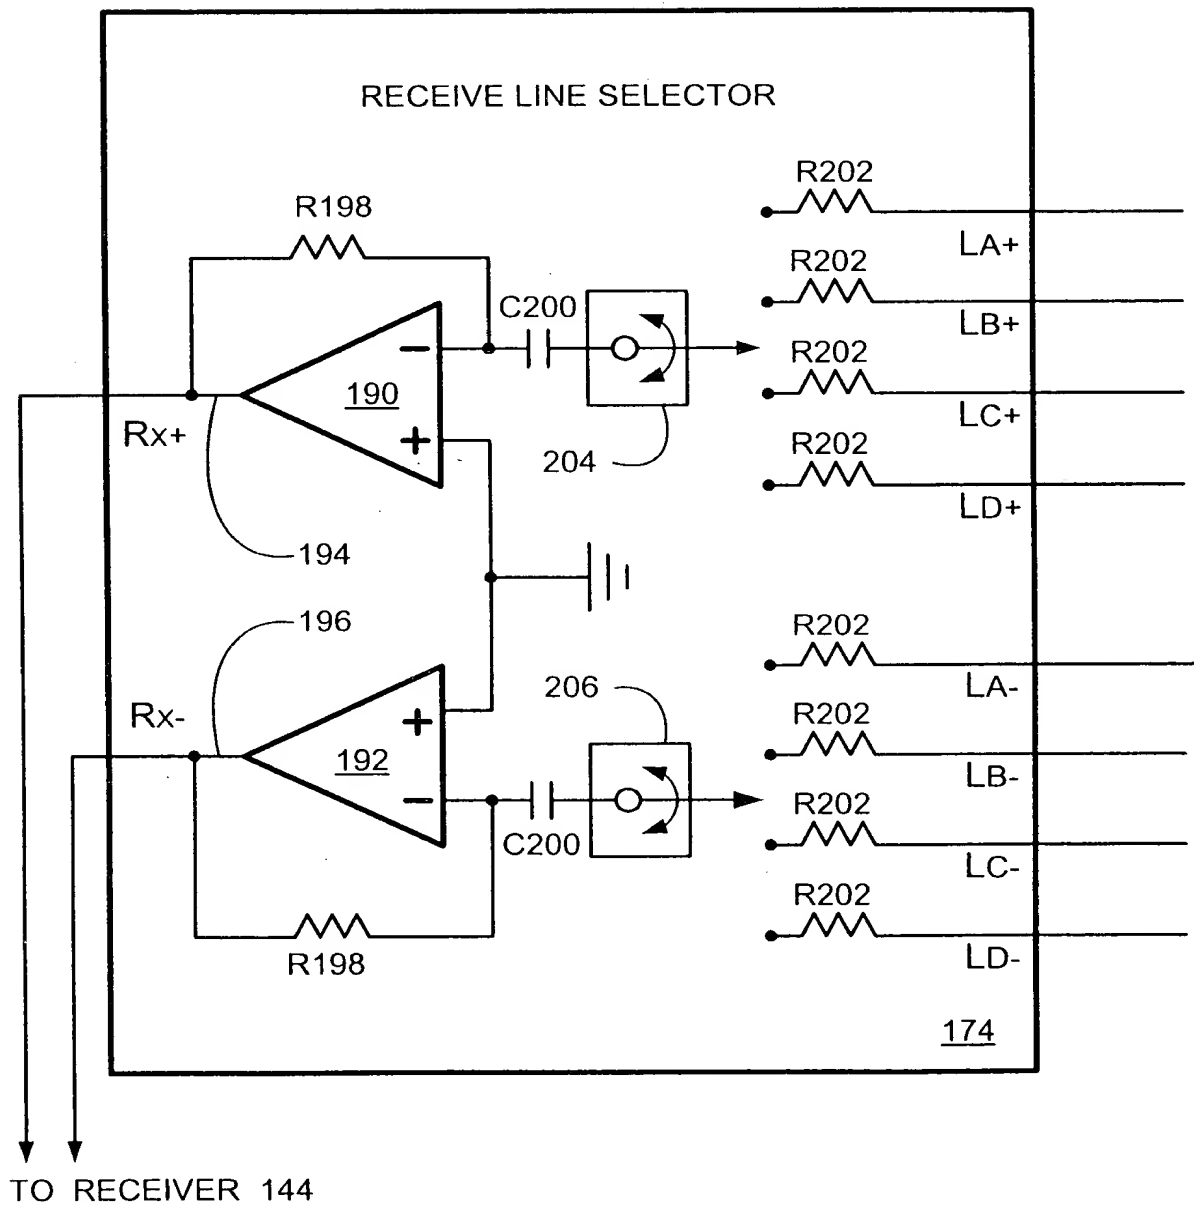 RECEIVE LINE SELECTOR
R202
LA+
R198
R202
LB+
C200
R202
LC+
190
−
+
Rx+
204
R202
LD+
194
196
R202
LA-
206
Rx-
R202
LB-
192
+
−
C200
R202
LC-
R202
LD-
R198
174
TO RECEIVER 144